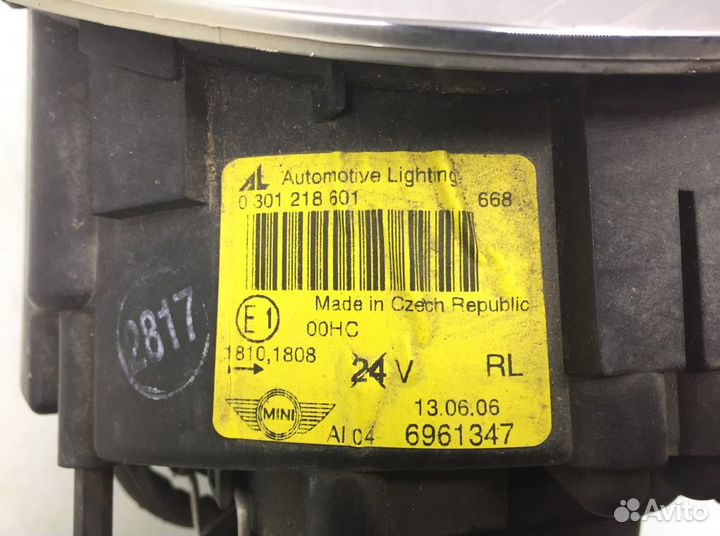 AL Automotive Lighting
0 301 218 601 668
Made in Czech Republic
E1
00HC
1810,1808
24 V RL
MINI
13.06.06
AI 04 6961347
2817
Avito